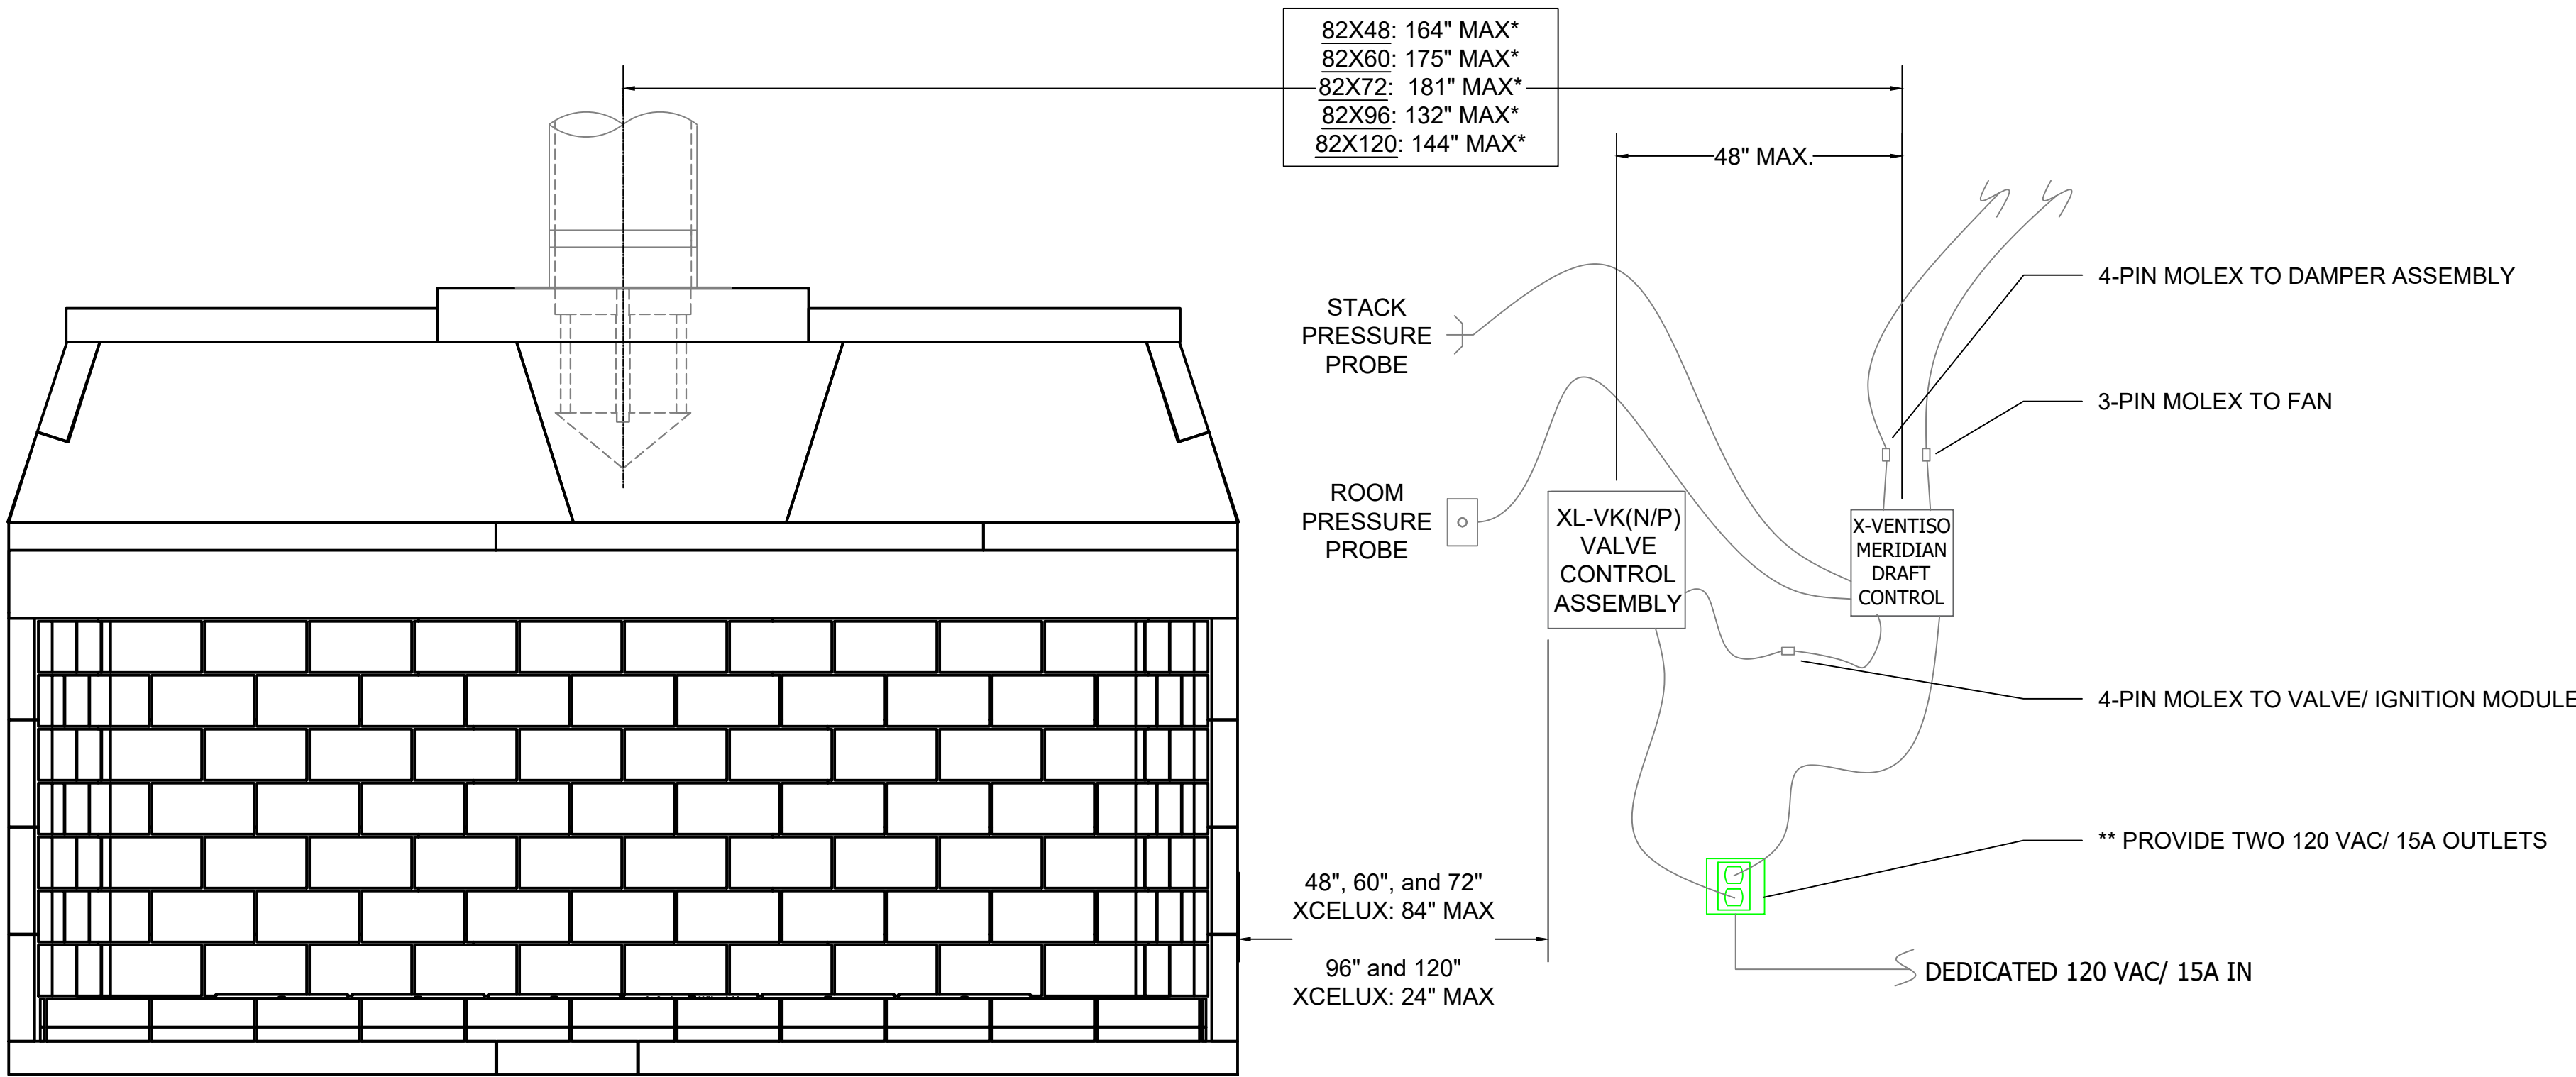 82X48: 164" MAX*
82X60: 175" MAX*
82X72: 181" MAX*
82X96: 132" MAX*
82X120: 144" MAX*
48" MAX.
4-PIN MOLEX TO DAMPER ASSEMBLY
STACK
PRESSURE
PROBE
3-PIN MOLEX TO FAN
ROOM
PRESSURE
PROBE
XL-VK(N/P)
VALVE
CONTROL
ASSEMBLY
X-VENTISO
MERIDIAN
DRAFT
CONTROL
4-PIN MOLEX TO VALVE/ IGNITION MODULE
** PROVIDE TWO 120 VAC/ 15A OUTLETS
48", 60", and 72"
XCELUX: 84" MAX
96" and 120"
XCELUX: 24" MAX
DEDICATED 120 VAC/ 15A IN